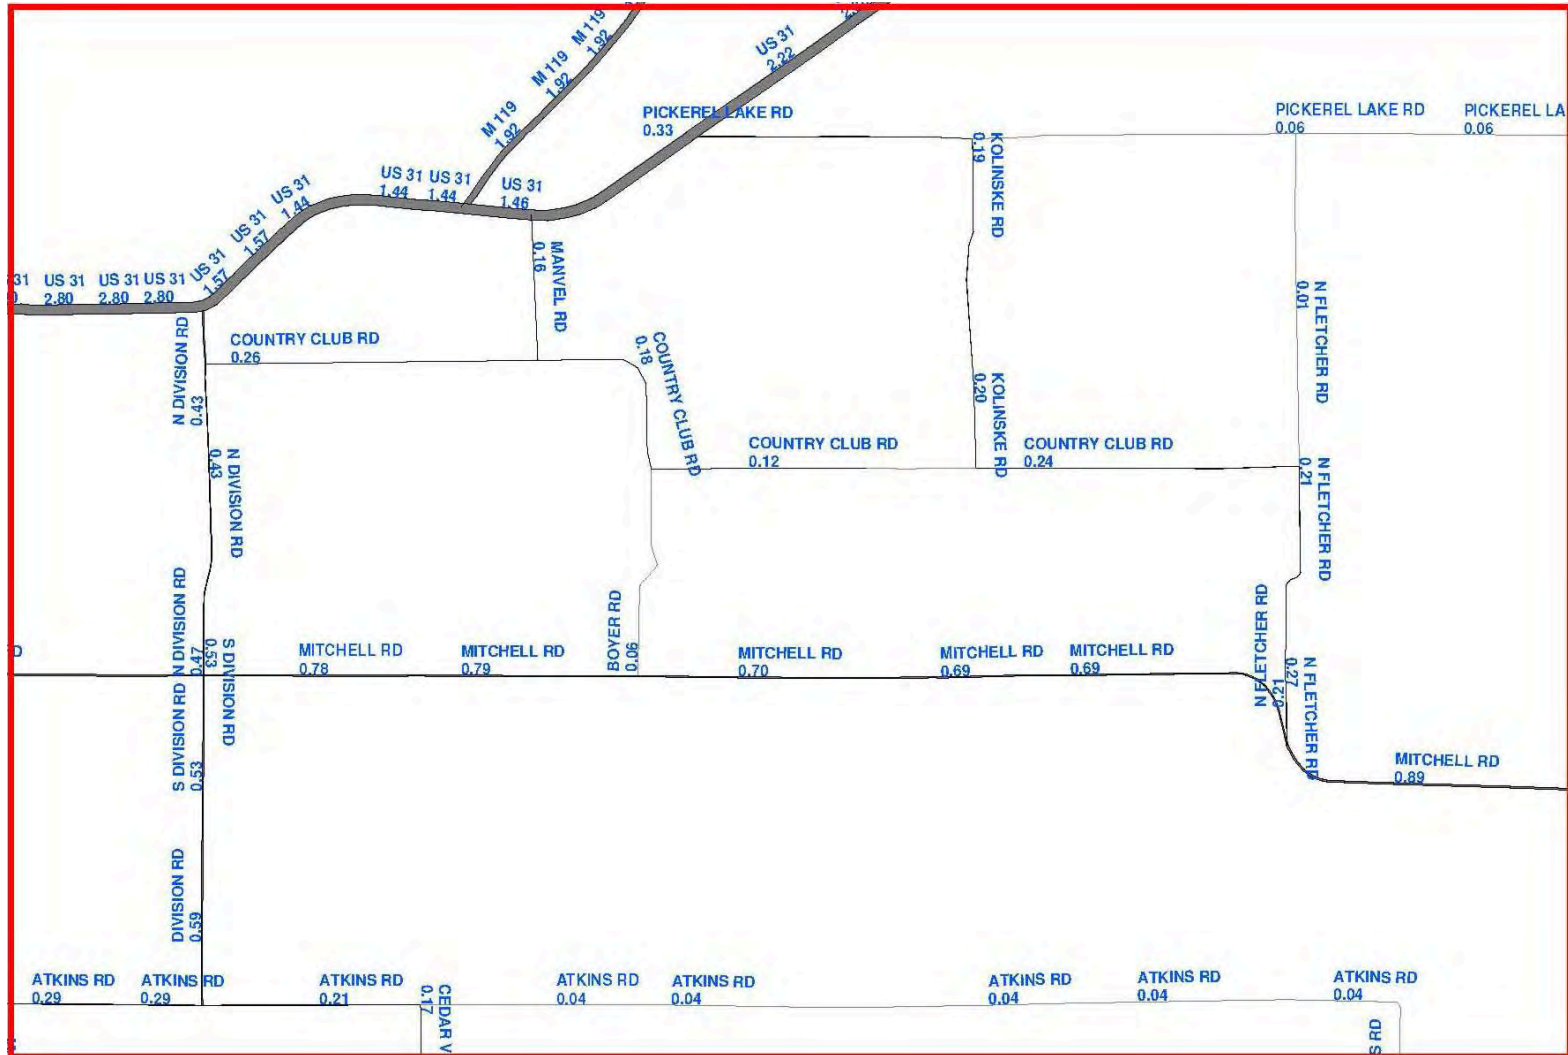 M 119
1.92
M 119
1.92
M 119
1.92
US 31
2.22
PICKEREL LAKE RD
0.33
PICKEREL LAKE RD
0.06
PICKEREL LA
0.06
US 31
1.44
US 31
1.44
US 31
1.46
US 31
1.44
US 31
1.57
US 31
1.57
31
0
US 31
2.80
US 31
2.80
US 31
2.80
KOLINSKE RD
0.19
MANVEL RD
0.16
N FLETCHER RD
0.01
N DIVISION RD
0.43
COUNTRY CLUB RD
0.26
COUNTRY CLUB RD
0.18
KOLINSKE RD
0.20
COUNTRY CLUB RD
0.12
COUNTRY CLUB RD
0.24
N DIVISION RD
0.43
N FLETCHER RD
0.21
N DIVISION RD
0.47
S DIVISION RD
0.53
D
MITCHELL RD
0.78
MITCHELL RD
0.79
BOYER RD
0.06
MITCHELL RD
0.70
MITCHELL RD
0.69
MITCHELL RD
0.69
N FLETCHER RD
0.21
N FLETCHER RD
0.27
S DIVISION RD
0.53
MITCHELL RD
0.89
DIVISION RD
0.59
ATKINS RD
0.29
ATKINS RD
0.29
ATKINS RD
0.21
CEDAR V
0.17
ATKINS RD
0.04
ATKINS RD
0.04
ATKINS RD
0.04
ATKINS RD
0.04
ATKINS RD
0.04
S RD